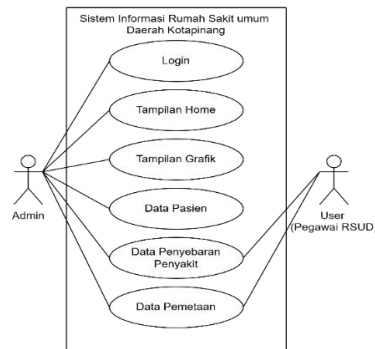 Sistem Informasi Rumah Sakit umum
Daerah Kotapinang
Login
Tampilan Home
Tampilan Grafik
Admin
Data Pasien
User
(Pegawai RSUD)
Data Penyebaran
Penyakit
Data Pemetaan